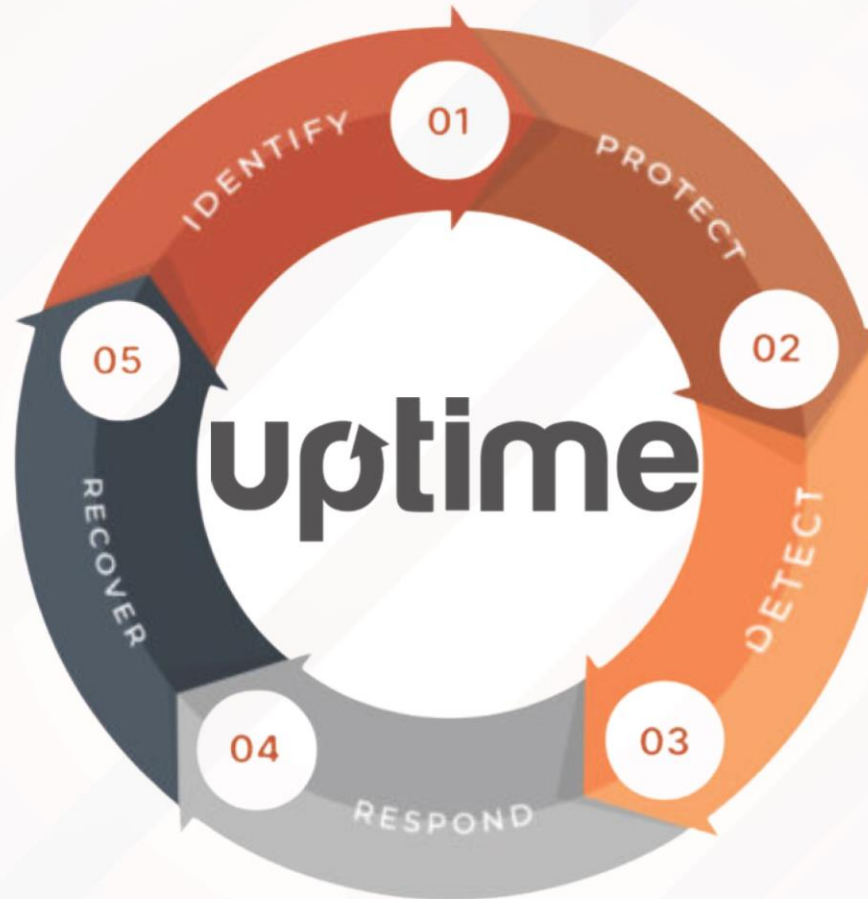 01
IDENTIFY
PROTECT
02
DETECT
03
RESPOND
04
RECOVER
05
uptime